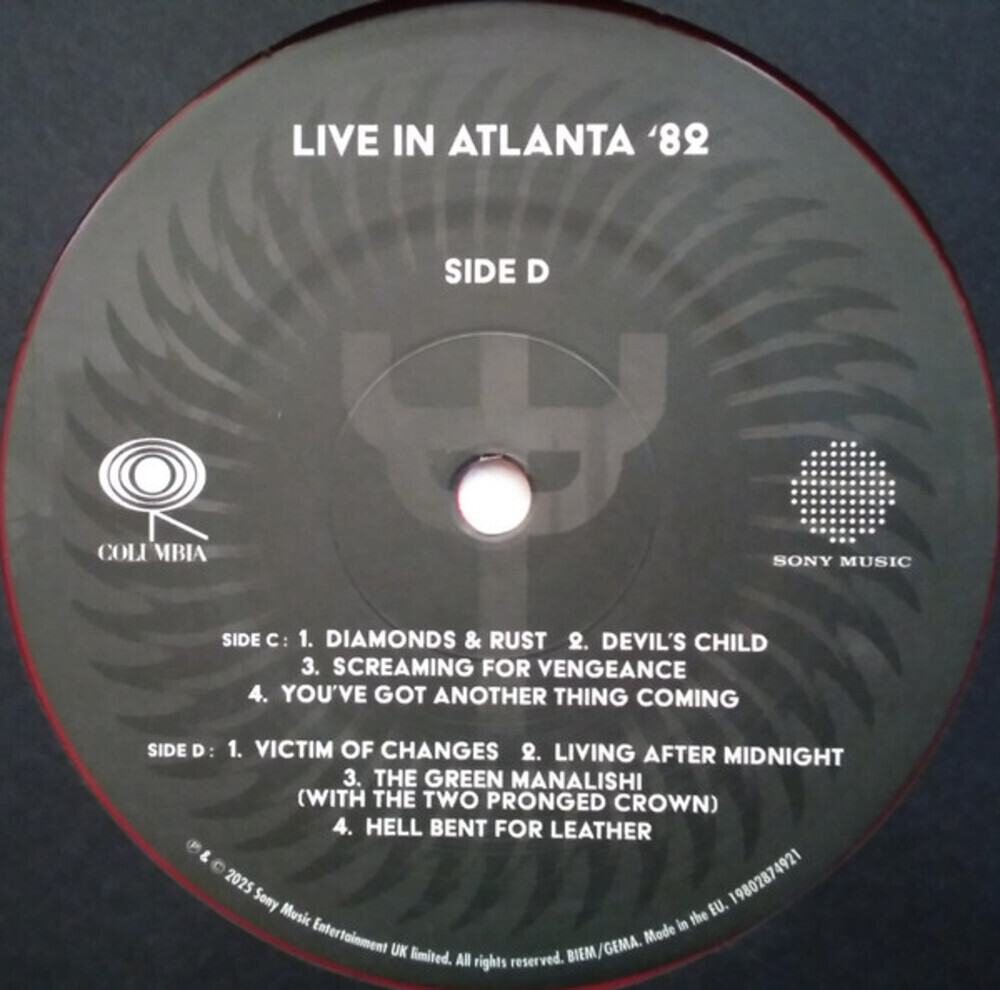 LIVE IN ATLANTA ‘82
SIDE D
COLUMBIA
SONY MUSIC
SIDE C: 1. DIAMONDS & RUST 2. DEVIL'S CHILD
3. SCREAMING FOR VENGEANCE
4. YOU'VE GOT ANOTHER THING COMING
SIDE D: 1. VICTIM OF CHANGES 2. LIVING AFTER MIDNIGHT
3. THE GREEN MANALISHI
(WITH THE TWO PRONGED CROWN)
4. HELL BENT FOR LEATHER
℗ & © 2025 Sony Music Entertainment UK limited. All rights reserved. BIEM/GEMA. Made in the EU. 19802874921